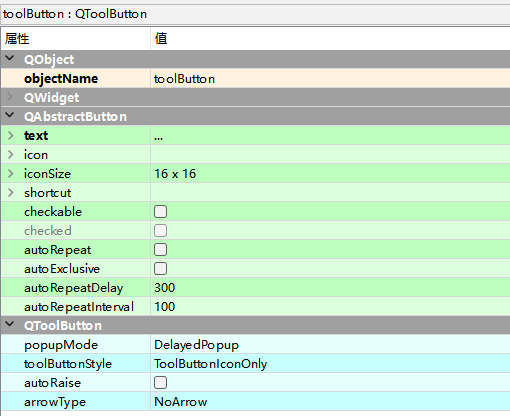 toolButton : QToolButton
属性 值
QObject
objectName toolButton
QWidget
QAbstractButton
text ...
icon
iconSize 16 x 16
shortcut
checkable
checked
autoRepeat
autoExclusive
autoRepeatDelay 300
autoRepeatInterval 100
QToolButton
popupMode DelayedPopup
toolButtonStyle ToolButtonIconOnly
autoRaise
arrowType NoArrow